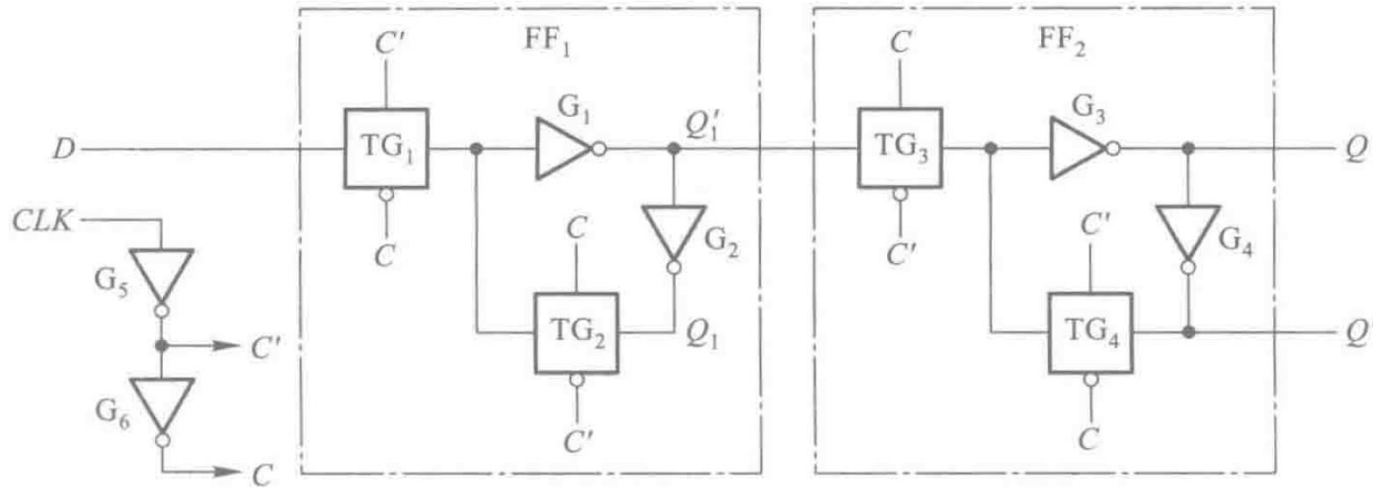 FF₁
FF₂
C'
C
D
TG₁
G₁
Q₁'
TG₃
G₃
Q
CLK
C
C
G₂
C'
C'
G₄
G₅
TG₂
Q₁
TG₄
Q
C'
G₆
C'
C
C